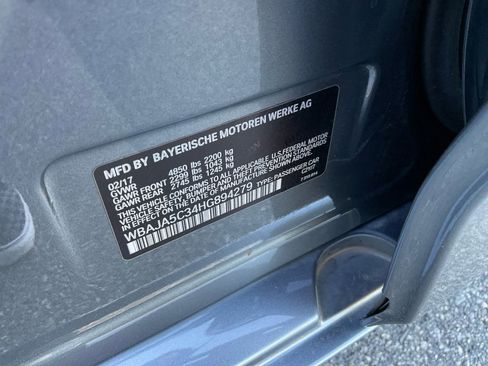 MFD BY BAYERISCHE MOTOREN WERKE AG
02/17
GVWR 4850 lbs 2200 kg
GAWR FRONT 2299 lbs 1043 kg
GAWR REAR 2745 lbs 1245 kg
THIS VEHICLE CONFORMS TO ALL APPLICABLE U.S. FEDERAL MOTOR
VEHICLE SAFETY, BUMPER, AND THEFT PREVENTION STANDARDS
IN EFFECT ON THE DATE OF MANUFACTURE SHOWN ABOVE.
WBAJA5C34HG894279 TYPE: PASSENGER CAR